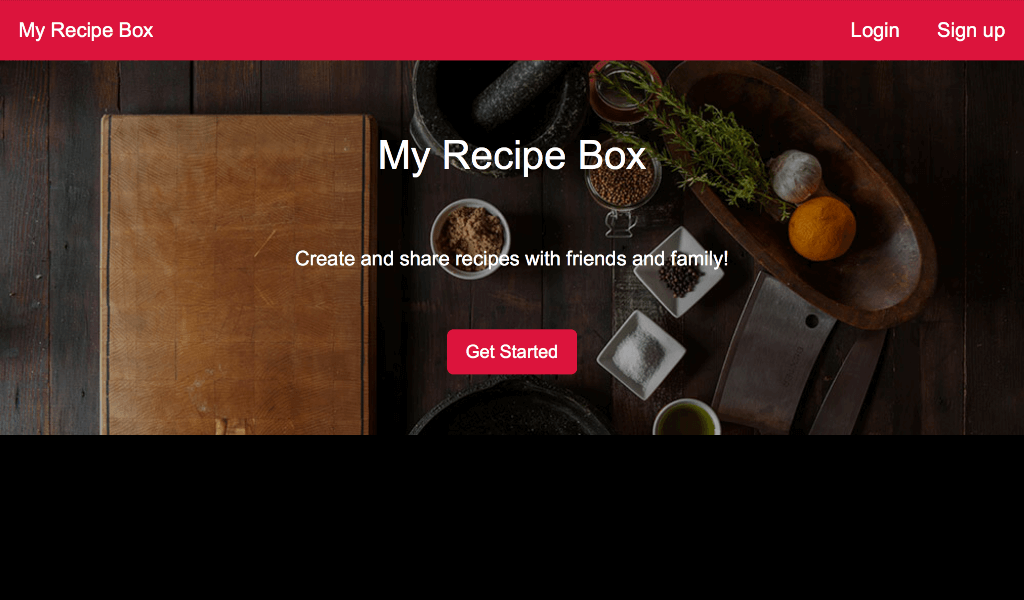 My Recipe Box
Login
Sign up
My Recipe Box
Create and share recipes with friends and family!
Get Started